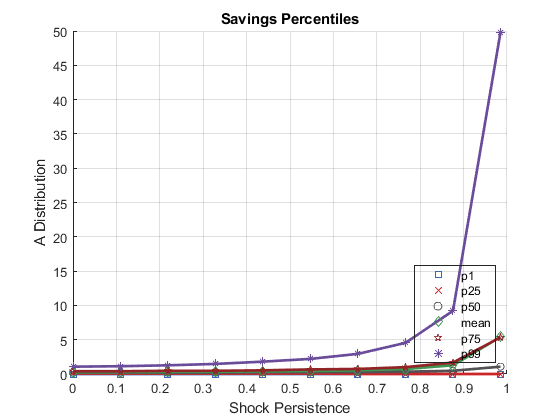 Savings Percentiles
50
45
40
35
30
25
20
15
10
5
0
A Distribution
p1
p25
p50
mean
p75
p99
0 0.1 0.2 0.3 0.4 0.5 0.6 0.7 0.8 0.9 1
Shock Persistence